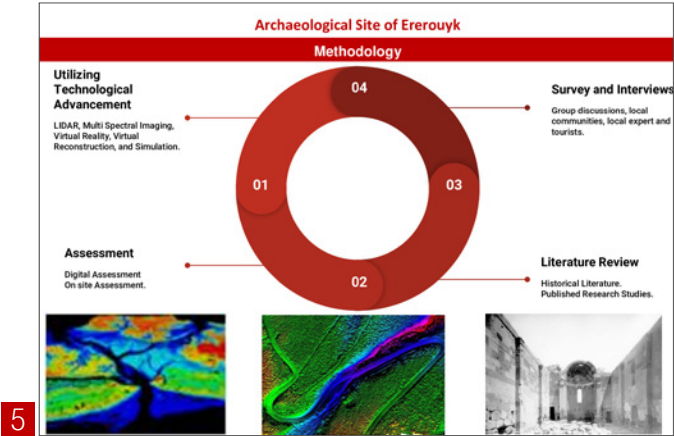 Archaeological Site of Ererouyk
Methodology
Utilizing
Technological
Advancement
LIDAR, Multi Spectral Imaging,
Virtual Reality, Virtual
Reconstruction, and Simulation.
04
Survey and Interviews
Group discussions, local
communities, local expert and
tourists.
01
03
Assessment
Digital Assessment
On site Assessment.
02
Literature Review
Historical Literature.
Published Research Studies.
5